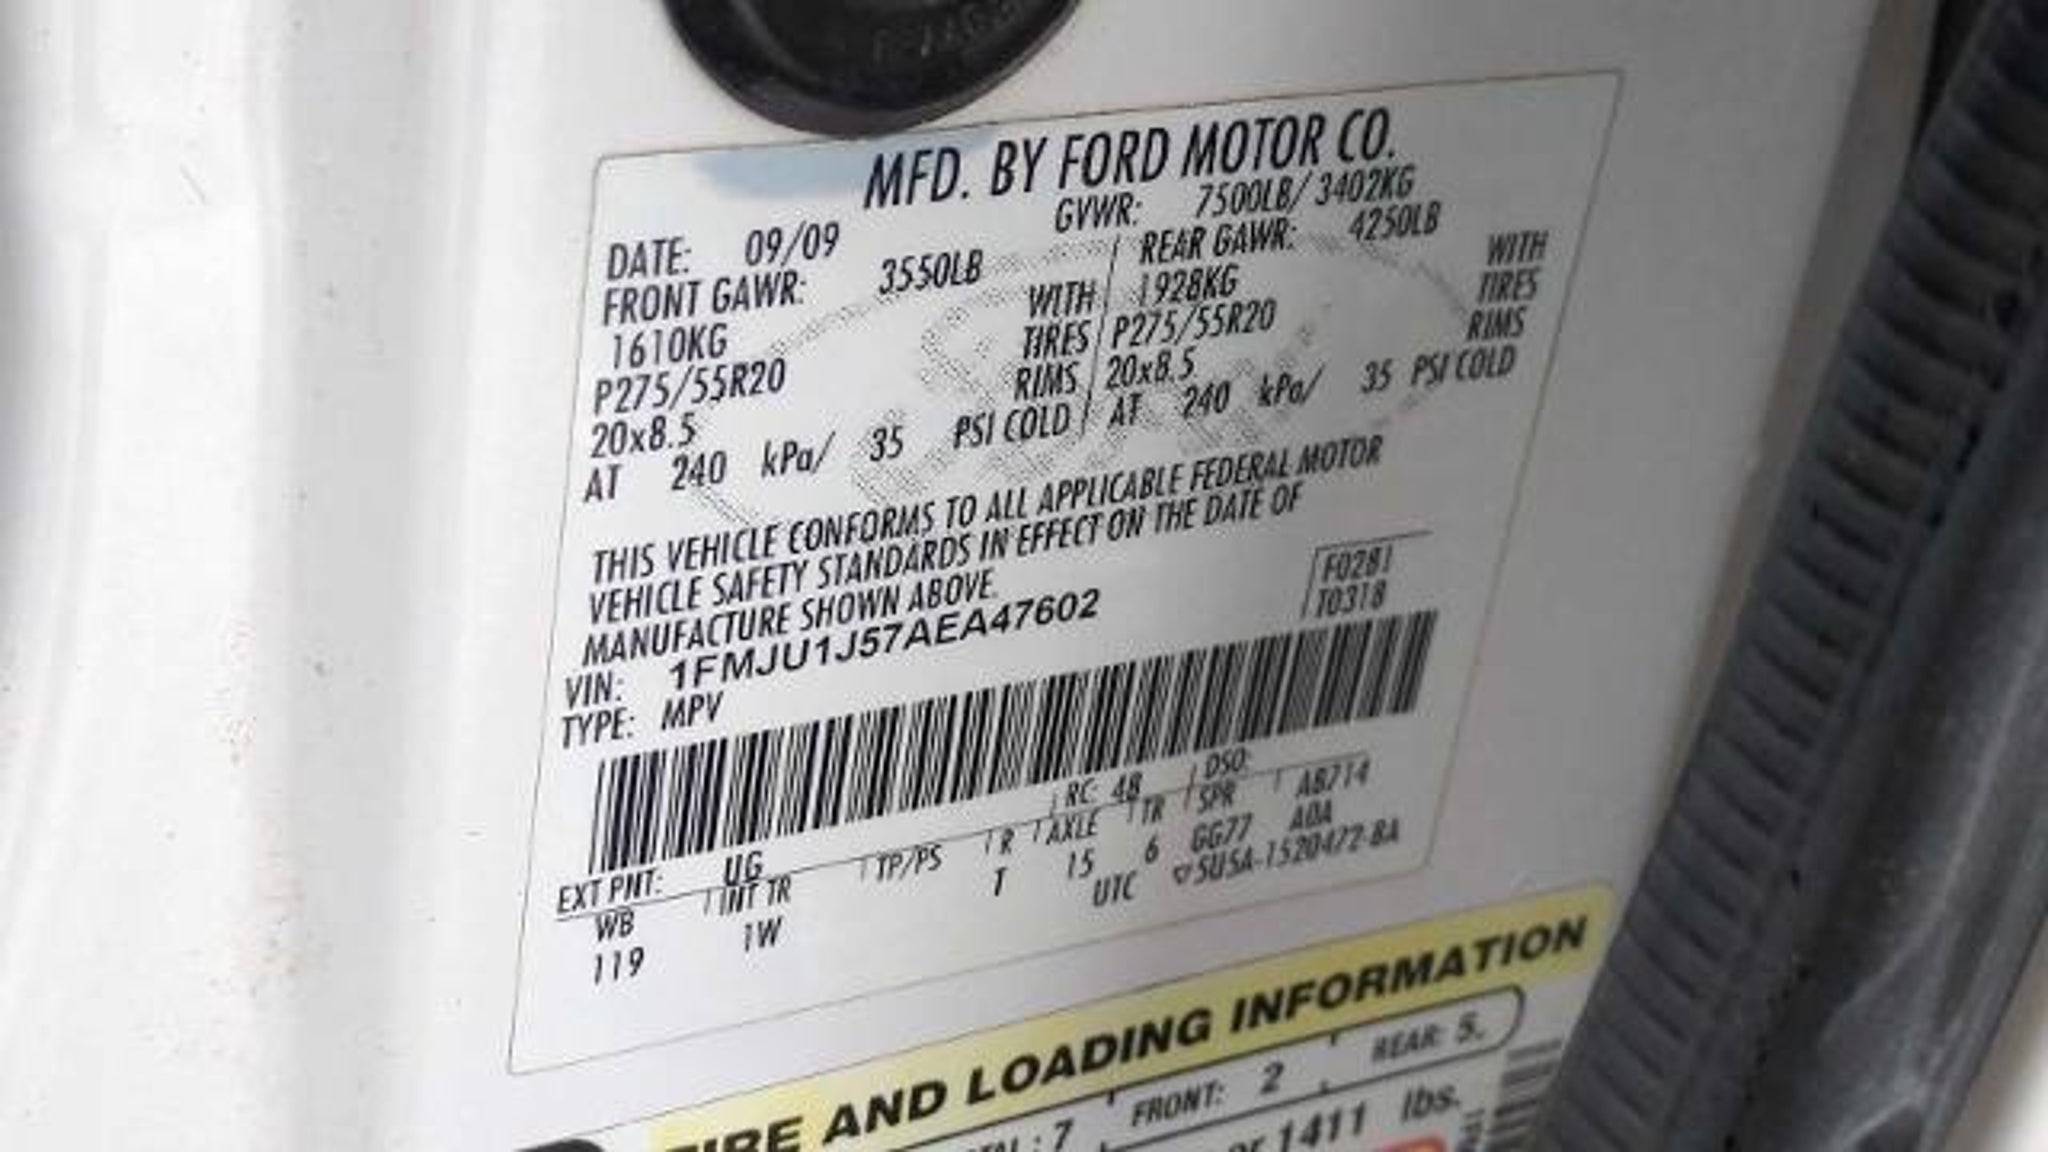 MFD. BY FORD MOTOR CO.
DATE: 09/09 GVWR: 7500LB/ 3402KG
FRONT GAWR: 3550LB REAR GAWR: 4250LB
1610KG WITH 1928KG WITH
P275/55R20 TIRES P275/55R20 TIRES
20x8.5 RIMS 20x8.5 RIMS
AT 240 kPa/ 35 PSI COLD AT 240 kPa/ 35 PSI COLD
THIS VEHICLE CONFORMS TO ALL APPLICABLE FEDERAL MOTOR
VEHICLE SAFETY STANDARDS IN EFFECT ON THE DATE OF
MANUFACTURE SHOWN ABOVE.
F0281
T0318
VIN: 1FMJU1J57AEA47602
TYPE: MPV
EXT PNT: UG RC: 48 DSO:
WB INT TR TP/PS R AXLE TR SPR AB714
119 1W T 15 6 GG77 A0A
UTC ▽5U5A-1520472-BA
TIRE AND LOADING INFORMATION
: 7 FRONT: 2 REAR: 5
or 1411 lbs.